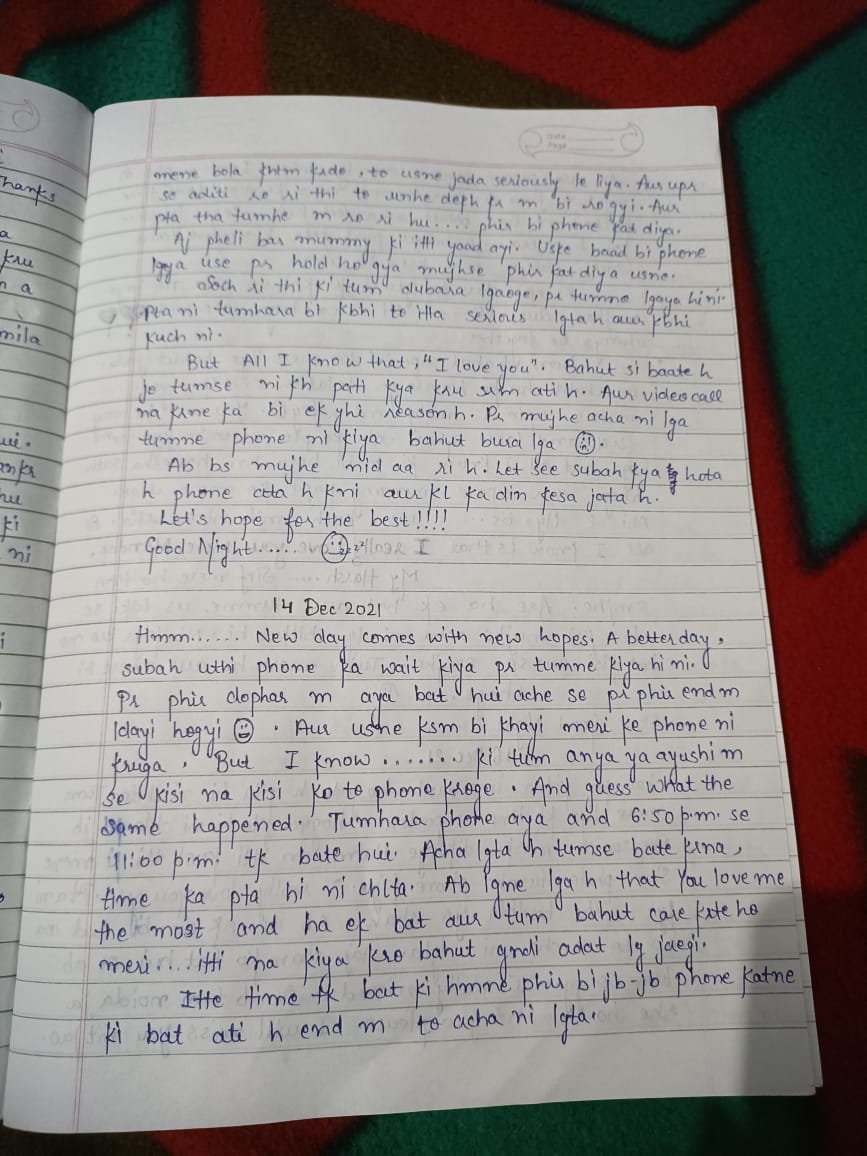 Date
Page
mene bola khtm krdo, to usne jada seriously le liya. Aur upr
se aditi ro ri thi to unhe dekh kr m bi ro gyi. Aur
pta tha tumhe m ro ri hu.... phir bi phone kat diya.
Aj pheli bar mummy ki itti yaad ayi. Uske baad bi phone
lgya use pr hold ho gya mujhse phir kat diya usne.
soch ri thi ki tum dubara lgaoge, pr tumne lgaya hi ni.
pta ni tumhara bi kbhi to itta serious lgta h aur kbhi
kuch ni.
But All I know that, "I love you". Bahut si baate h
jo tumse ni kh pati kya kru srm ati h. Aur video call
na krne ka bi ek yhi reason h. Pr mujhe acha ni lga
tumne phone ni kiya bahut bura lga
Ab bs mujhe nid aa ri h. Let see subah kya hota
h phone ata h kni aur kl ka din kesa jata h.
Let's hope for the best!!!!
Good Night.....
14 Dec 2021
Hmm...... New day comes with new hopes. A better day,
subah uthi phone ka wait kiya pr tumne kiya hi ni.
Pr phir dophar m aya bat hui ache se pr phir end m
ldayi hogyi . Aur usne ksm bi khayi meri ke phone ni
kruga. But I know ....... ki tum anya ya ayushi m
se kisi na kisi ko to phone kroge. And guess what the
same happened. Tumhara phone aya and 6:50 p.m. se
11:00 p.m. tk bate hui. Acha lgta h tumse bate krna,
time ka pta hi ni chlta. Ab lgne lga h that You love me
the most and ha ek bat aur tum bahut care krte ho
meri.... itti na kiya kro bahut gndi adat lg jaegi.
Itte time tk bat ki hmne phir bi jb-jb phone katne
ki bat ati h end m to acha ni lgta.
hanks
a
kru
n a
mila
ui.
anks
hu
ki
ni
i